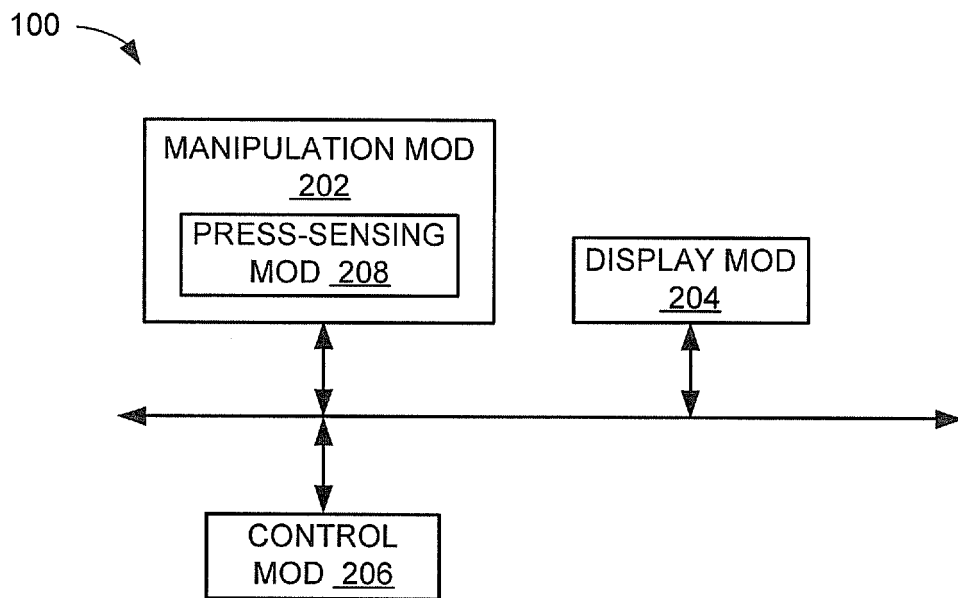 100
MANIPULATION MOD
202
PRESS-SENSING
MOD 208
DISPLAY MOD
204
CONTROL
MOD 206